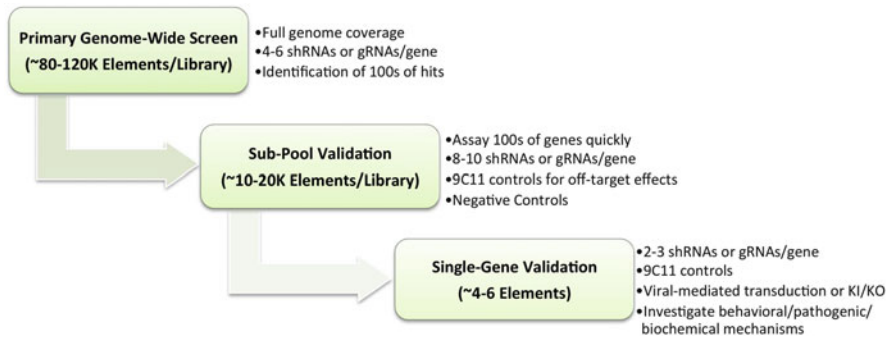 Primary Genome-Wide Screen
(~80-120K Elements/Library)
•Full genome coverage
•4-6 shRNAs or gRNAs/gene
•Identification of 100s of hits
Sub-Pool Validation
(~10-20K Elements/Library)
•Assay 100s of genes quickly
•8-10 shRNAs or gRNAs/gene
•9C11 controls for off-target effects
•Negative Controls
Single-Gene Validation
(~4-6 Elements)
•2-3 shRNAs or gRNAs/gene
•9C11 controls
•Viral-mediated transduction or KI/KO
•Investigate behavioral/pathogenic/
biochemical mechanisms